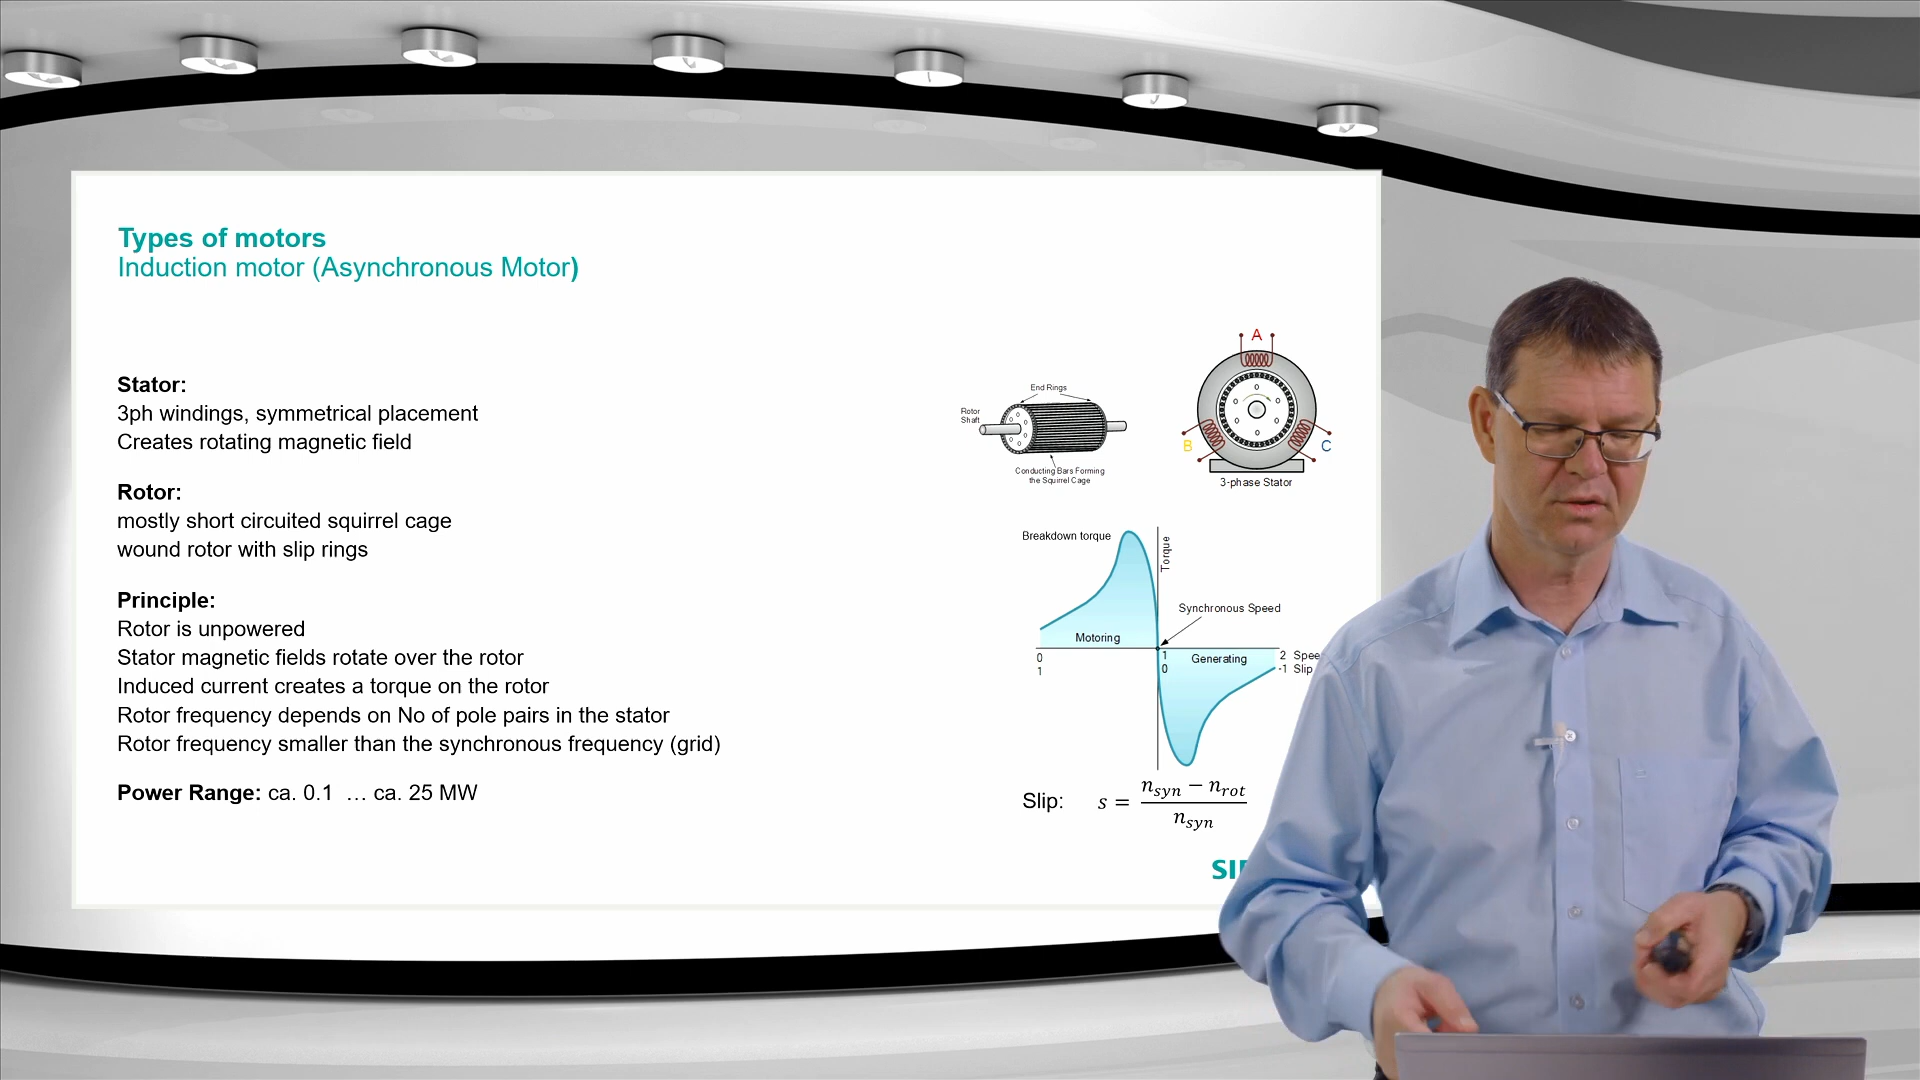 Types of motors
Induction motor (Asynchronous Motor)
Stator:
3ph windings, symmetrical placement
Creates rotating magnetic field
Rotor:
mostly short circuited squirrel cage
wound rotor with slip rings
Principle:
Rotor is unpowered
Stator magnetic fields rotate over the rotor
Induced current creates a torque on the rotor
Rotor frequency depends on No of pole pairs in the stator
Rotor frequency smaller than the synchronous frequency (grid)
Power Range: ca. 0.1 … ca. 25 MW
End Rings
Rotor
Shaft
Conducting Bars Forming
the Squirrel Cage
A
B
C
3-phase Stator
Breakdown torque
Torque
Synchronous Speed
Motoring
Generating
0
1
1
0
2 Spee
-1 Slip
Slip: s = (n_syn − n_rot) / n_syn